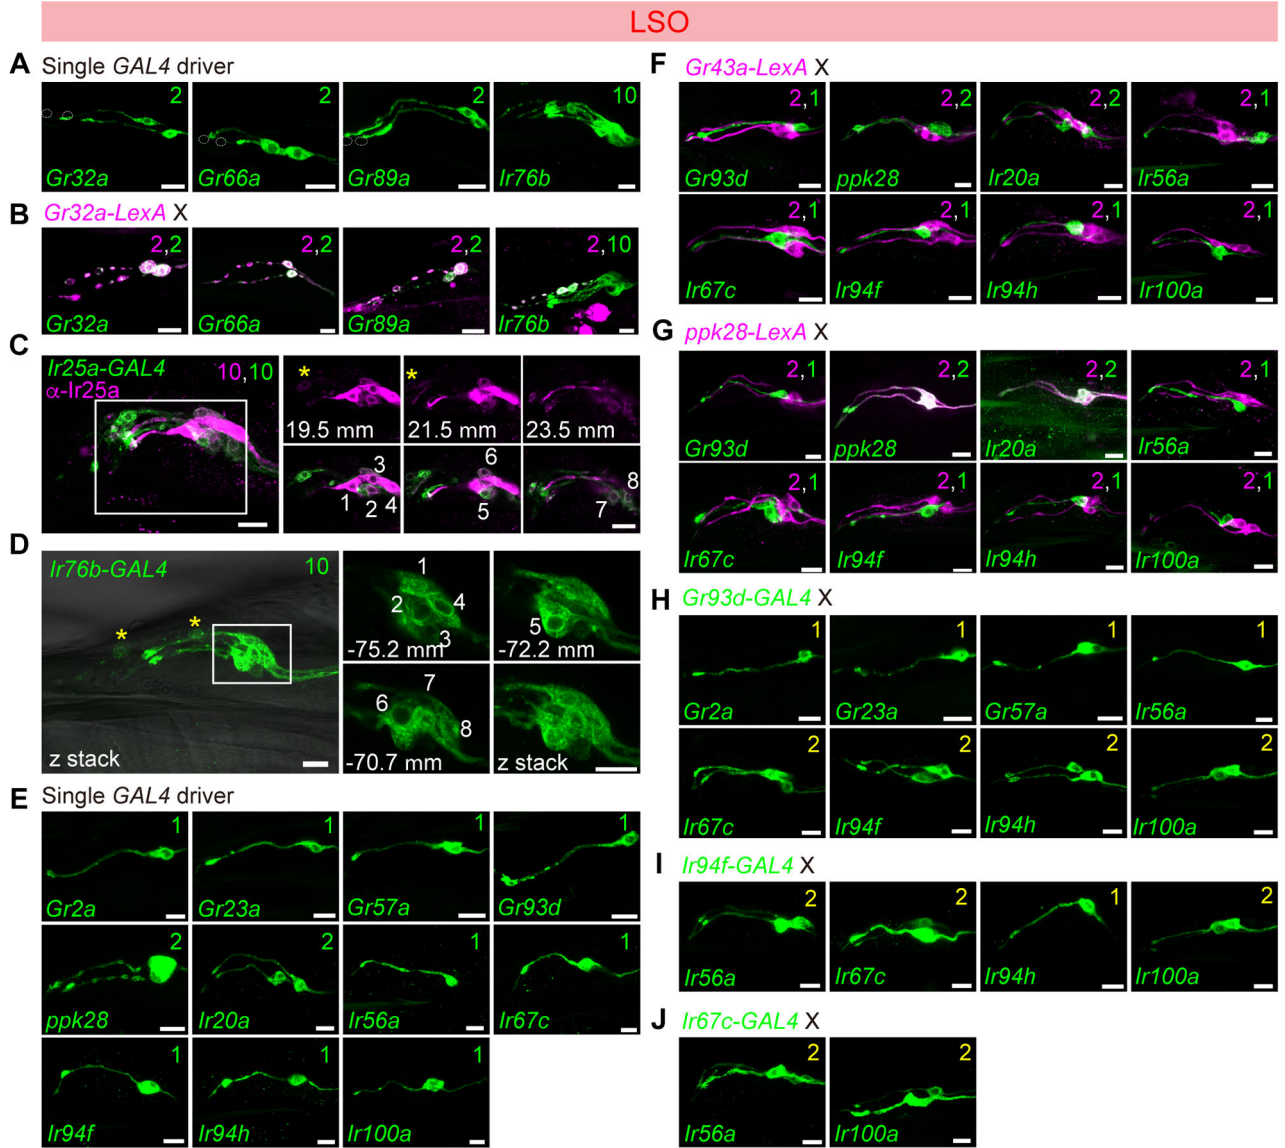 LSO
A Single GAL4 driver
2 2 2 10
Gr32a Gr66a Gr89a Ir76b
B Gr32a-LexA X
2,2 2,2 2,2 2,10
Gr32a Gr66a Gr89a Ir76b
C Ir25a-GAL4 10,10
α-Ir25a
* *
19.5 mm 21.5 mm 23.5 mm
3 6 8
1 2 4 5 7
D Ir76b-GAL4 10
* *
z stack
1
2 4
3
-75.2 mm
5
-72.2 mm
7
6
8
-70.7 mm
z stack
E Single GAL4 driver
1 1 1 1
Gr2a Gr23a Gr57a Gr93d
2 2 1 1
ppk28 Ir20a Ir56a Ir67c
1 1 1
Ir94f Ir94h Ir100a
F Gr43a-LexA X
2,1 2,2 2,2 2,1
Gr93d ppk28 Ir20a Ir56a
2,1 2,1 2,1 2,1
Ir67c Ir94f Ir94h Ir100a
G ppk28-LexA X
2,1 2,2 2,2 2,1
Gr93d ppk28 Ir20a Ir56a
2,1 2,1 2,1 2,1
Ir67c Ir94f Ir94h Ir100a
H Gr93d-GAL4 X
1 1 1 1
Gr2a Gr23a Gr57a Ir56a
2 2 2 2
Ir67c Ir94f Ir94h Ir100a
I Ir94f-GAL4 X
2 2 1 2
Ir56a Ir67c Ir94h Ir100a
J Ir67c-GAL4 X
2 2
Ir56a Ir100a